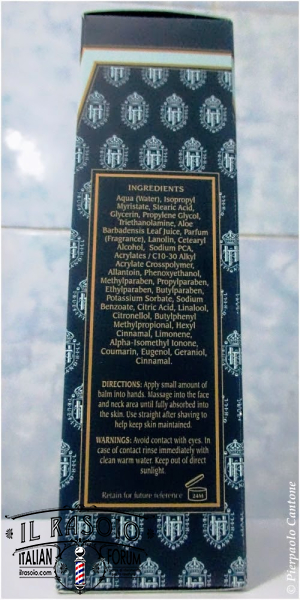 INGREDIENTS
Aqua (Water), Isopropyl
Myristate, Stearic Acid,
Glycerin, Propylene Glycol,
Triethanolamine, Aloe
Barbadensis Leaf Juice, Parfum
(Fragrance), Lanolin, Cetearyl
Alcohol, Sodium PCA,
Acrylates / C10-30 Alkyl
Acrylate Crosspolymer,
Allantoin, Phenoxyethanol,
Methylparaben, Propylparaben,
Ethylparaben, Butylparaben,
Potassium Sorbate, Sodium
Benzoate, Citric Acid, Linalool,
Citronellol, Butylphenyl
Methylpropional, Hexyl
Cinnamal, Limonene,
Alpha-Isomethyl Ionone,
Coumarin, Eugenol, Geraniol,
Cinnamal.
DIRECTIONS: Apply small amount of
balm into hands. Massage into the face
and neck area until fully absorbed into
the skin. Use straight after shaving to
help keep skin maintained.
WARNINGS: Avoid contact with eyes. In
case of contact rinse immediately with
clean warm water. Keep out of direct
sunlight.
Retain for future reference
24M
IL RASOIO
ITALIAN FORUM
ilrasoio.com
© Pierpaolo Cantone